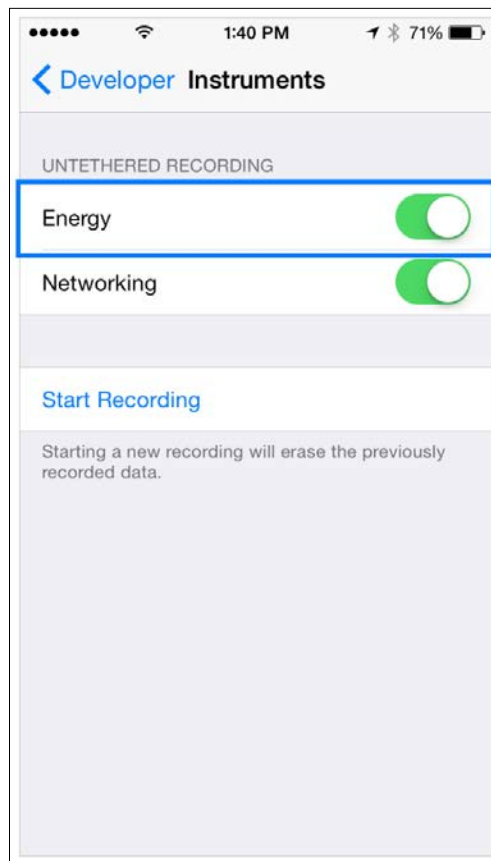 1:40 PM 71%
Developer Instruments
UNTETHERED RECORDING
Energy
Networking
Start Recording
Starting a new recording will erase the previously
recorded data.